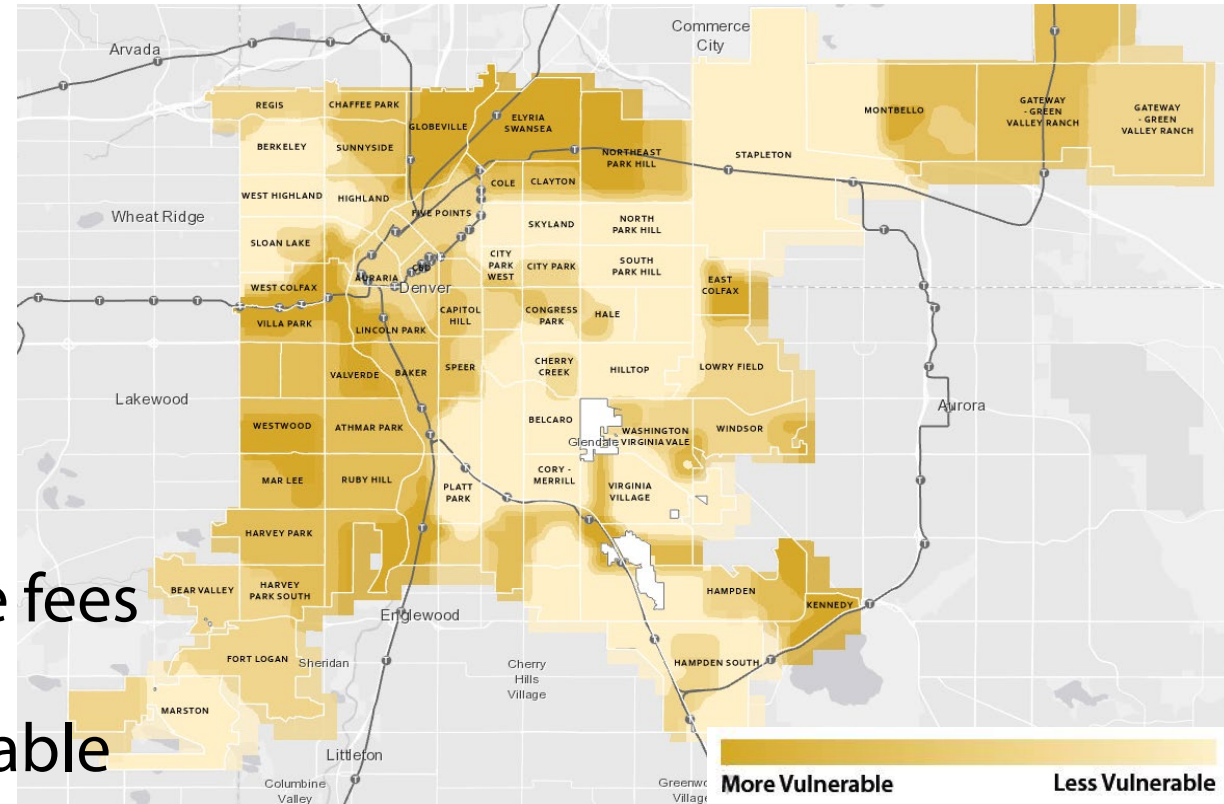 Commerce
City
Arvada
REGIS
CHAFFEE PARK
GLOBEVILLE
ELYRIA
SWANSEA
MONTBELLO
GATEWAY
- GREEN
VALLEY RANCH
GATEWAY
- GREEN
VALLEY RANCH
BERKELEY
SUNNYSIDE
NORTHEAST
PARK HILL
STAPLETON
COLE
CLAYTON
WEST HIGHLAND
HIGHLAND
Wheat Ridge
FIVE POINTS
SKYLAND
NORTH
PARK HILL
SLOAN LAKE
CITY
PARK
WEST
CITY PARK
SOUTH
PARK HILL
AURARIA
CBD
EAST
COLFAX
WEST COLFAX
Denver
VILLA PARK
LINCOLN PARK
CAPITOL
HILL
CONGRESS
PARK
HALE
VALVERDE
BAKER
SPEER
CHERRY
CREEK
HILLTOP
LOWRY FIELD
Lakewood
Aurora
WESTWOOD
ATHMAR PARK
BELCARO
Glendale
WASHINGTON
VIRGINIA VALE
WINDSOR
MAR LEE
RUBY HILL
PLATT
PARK
CORY -
MERRILL
VIRGINIA
VILLAGE
HARVEY PARK
e fees
BEAR VALLEY
HARVEY
PARK SOUTH
HAMPDEN
KENNEDY
Englewood
FORT LOGAN
Sheridan
Cherry
Hills
Village
HAMPDEN SOUTH
MARSTON
able
Littleton
Columbine
Valley
Greenwo
Village
More Vulnerable
Less Vulnerable